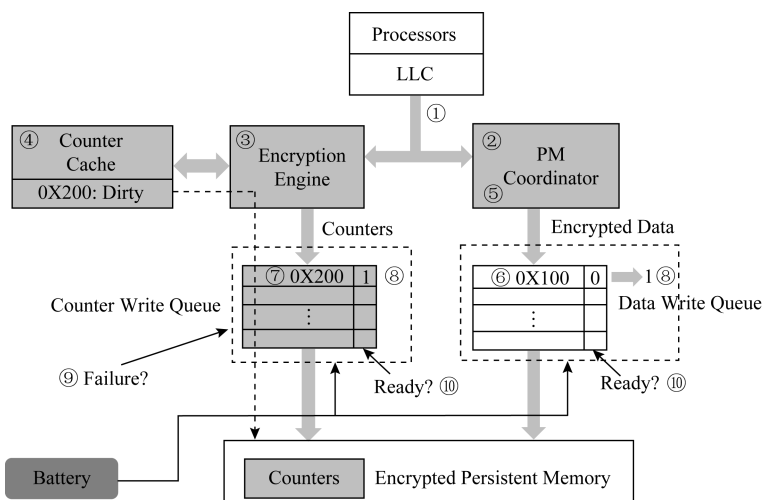 Processors
LLC
①
④ Counter
Cache
0X200: Dirty
③ Encryption
Engine
② PM
Coordinator
⑤
Counters
Encrypted Data
⑦ 0X200 1 ⑧
⑥ 0X100 0 1 ⑧
Counter Write Queue
Data Write Queue
⋮
⋮
⑨ Failure?
Ready? ⑩
Ready? ⑩
Battery
Counters
Encrypted Persistent Memory